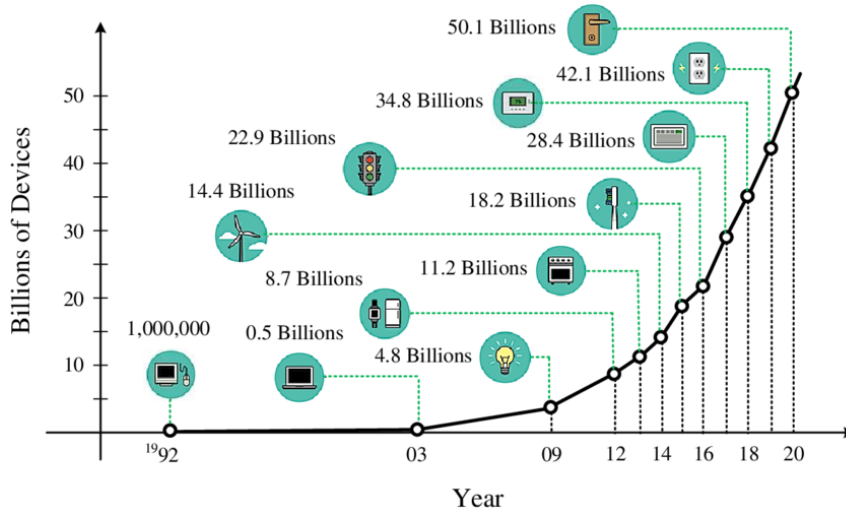 50.1 Billions
42.1 Billions
34.8 Billions
28.4 Billions
22.9 Billions
18.2 Billions
14.4 Billions
11.2 Billions
8.7 Billions
4.8 Billions
0.5 Billions
1,000,000
Billions of Devices
50
40
30
20
10
1992 03 09 12 14 16 18 20
Year